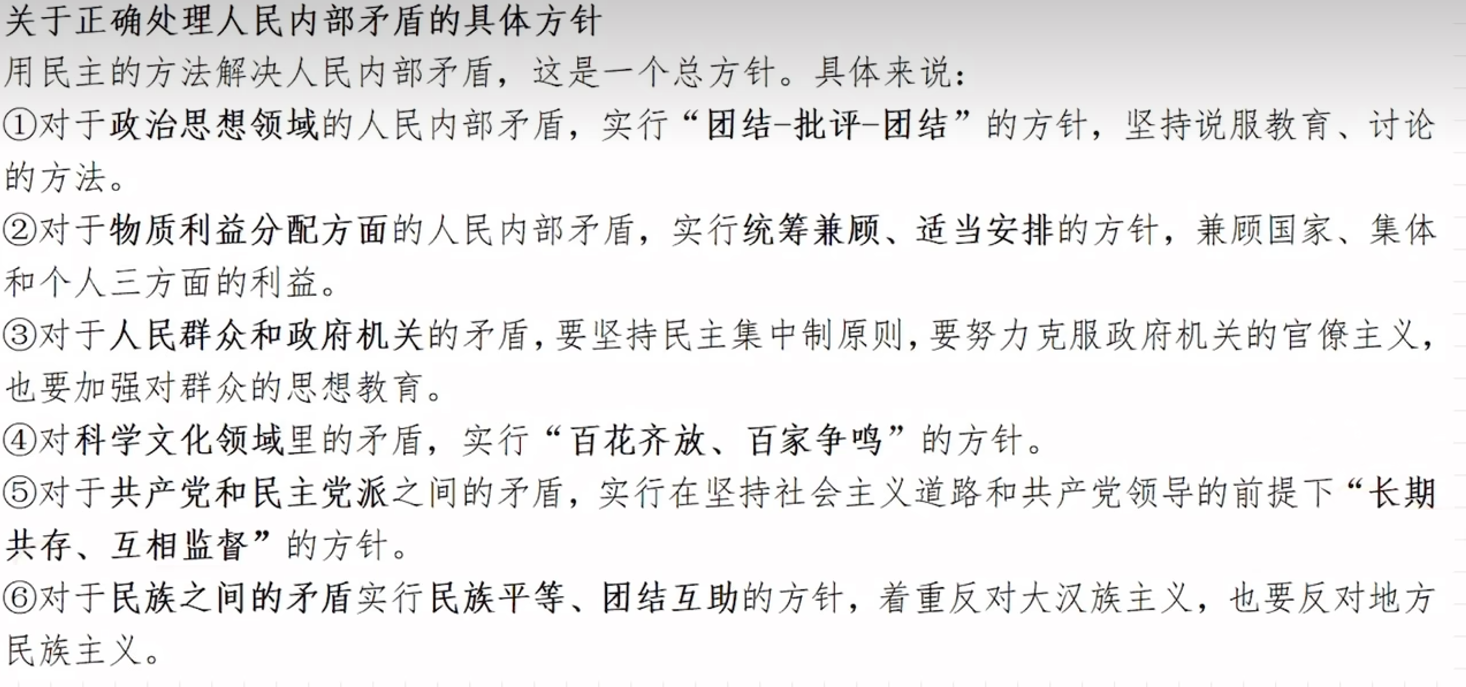 关于正确处理人民内部矛盾的具体方针
用民主的方法解决人民内部矛盾，这是一个总方针。具体来说：
①对于政治思想领域的人民内部矛盾，实行“团结-批评-团结”的方针，坚持说服教育、讨论
的方法。
②对于物质利益分配方面的人民内部矛盾，实行统筹兼顾、适当安排的方针，兼顾国家、集体
和个人三方面的利益。
③对于人民群众和政府机关的矛盾，要坚持民主集中制原则，要努力克服政府机关的官僚主义，
也要加强对群众的思想教育。
④对科学文化领域里的矛盾，实行“百花齐放、百家争鸣”的方针。
⑤对于共产党和民主党派之间的矛盾，实行在坚持社会主义道路和共产党领导的前提下“长期
共存、互相监督”的方针。
⑥对于民族之间的矛盾实行民族平等、团结互助的方针，着重反对大汉族主义，也要反对地方
民族主义。